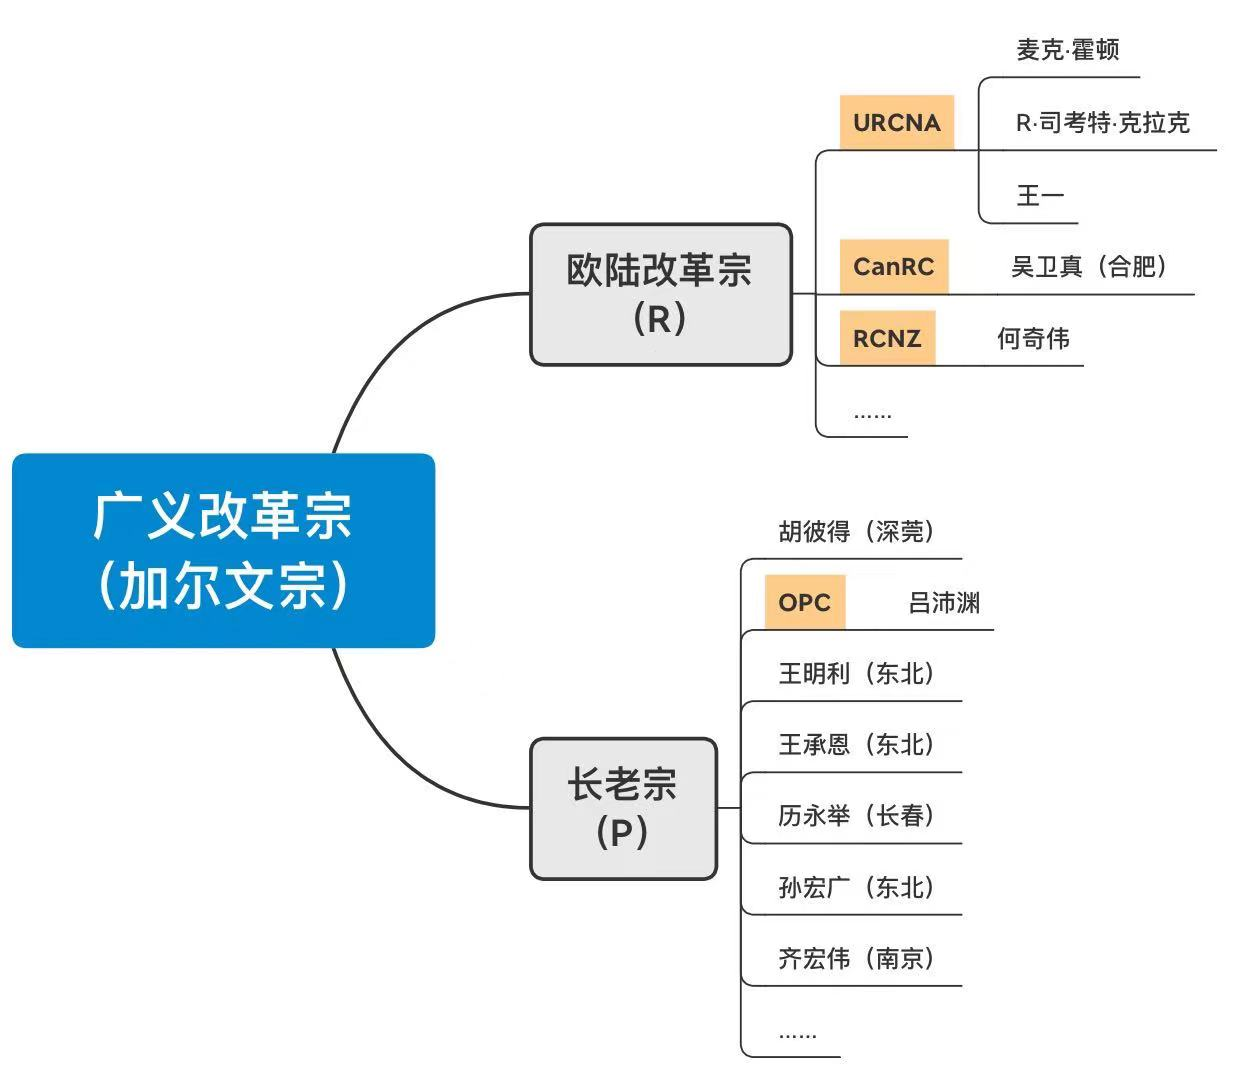 麦克·霍顿
URCNA
R·司考特·克拉克
王一
欧陆改革宗
（R）
CanRC
吴卫真（合肥）
RCNZ
何奇伟
……
广义改革宗
（加尔文宗）
胡彼得（深莞）
OPC
吕沛渊
王明利（东北）
王承恩（东北）
长老宗
（P）
历永举（长春）
孙宏广（东北）
齐宏伟（南京）
……